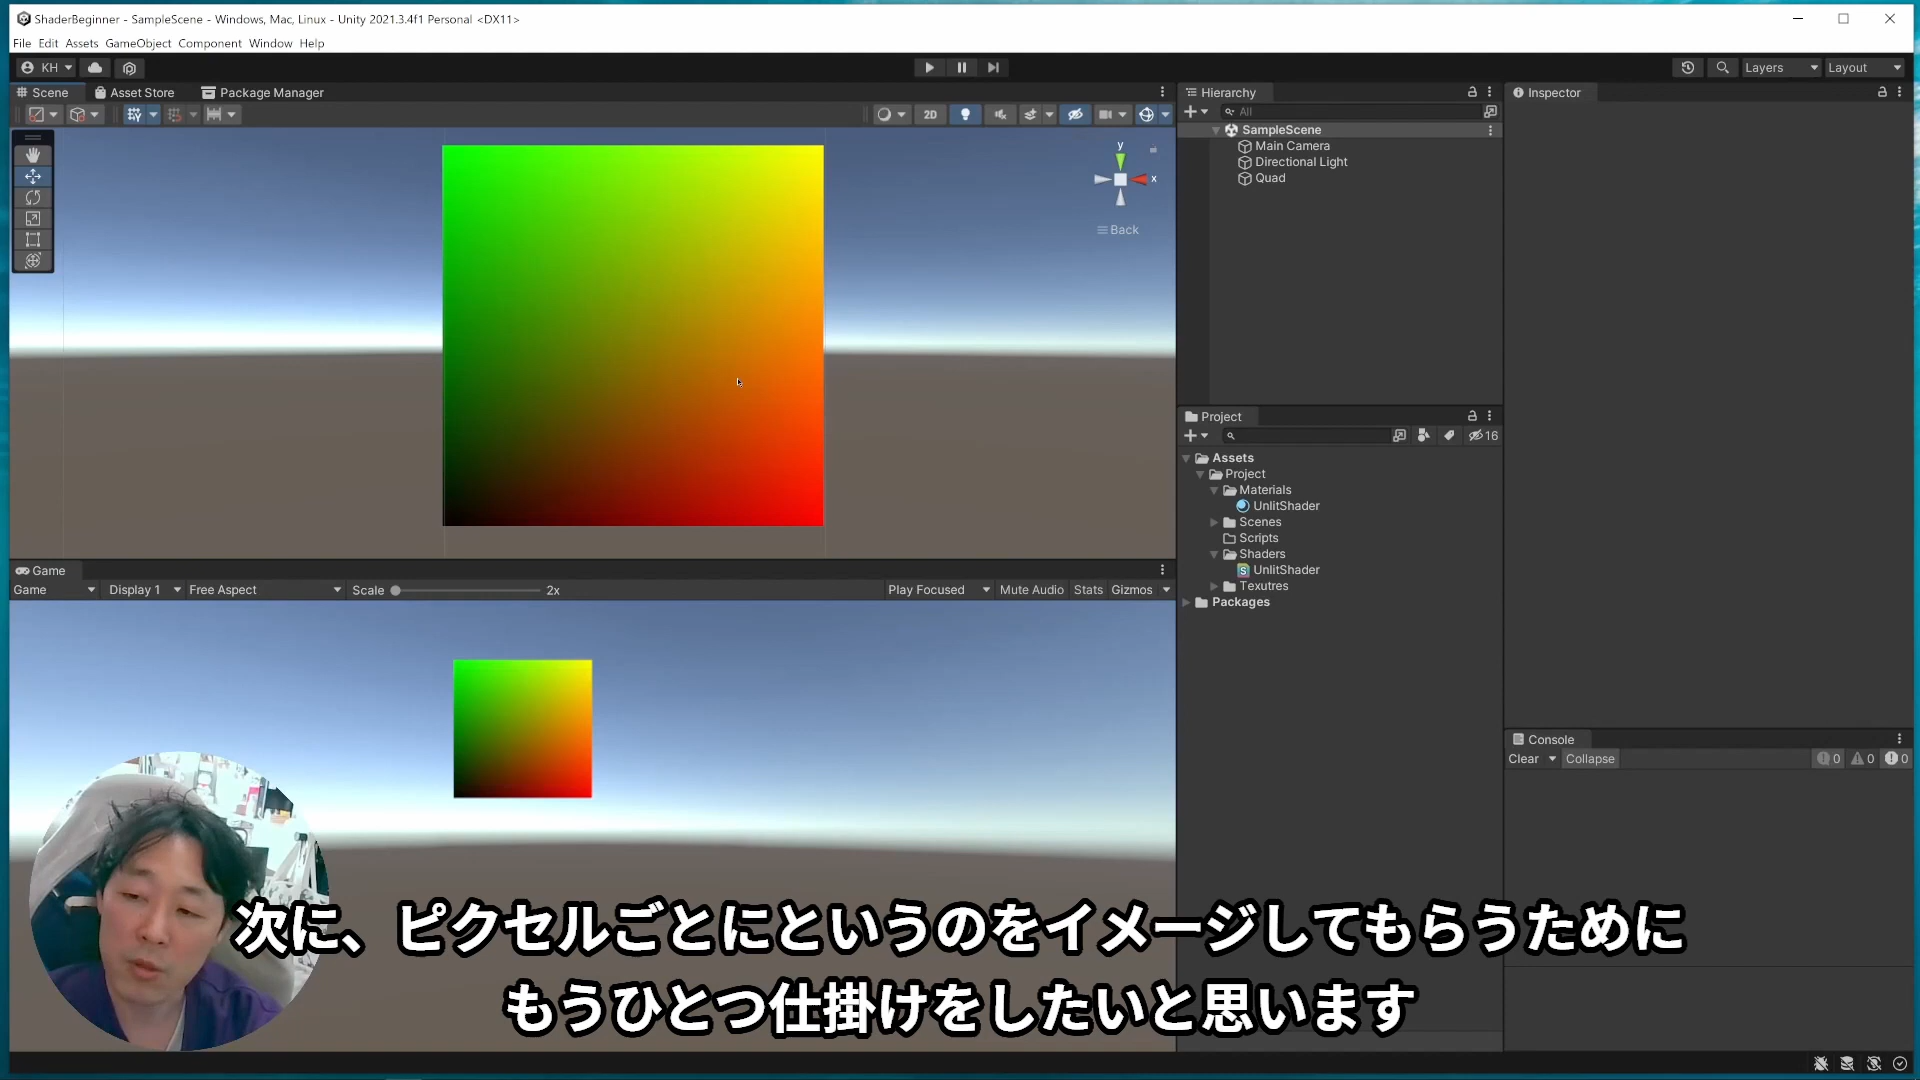 ShaderBeginner - SampleScene - Windows, Mac, Linux - Unity 2021.3.4f1 Personal <DX11>
File Edit Assets GameObject Component Window Help
KH
Layers
Layout
Scene
Asset Store
Package Manager
2D
y
x
Back
Hierarchy
All
SampleScene
Main Camera
Directional Light
Quad
Inspector
Project
16
Assets
Project
Materials
UnlitShader
Scenes
Scripts
Shaders
UnlitShader
Texutres
Packages
Game
Game
Display 1
Free Aspect
Scale
2x
Play Focused
Mute Audio
Stats
Gizmos
Console
Clear
Collapse
0
0
0
次に、ピクセルごとにというのをイメージしてもらうために
もうひとつ仕掛けをしたいと思います